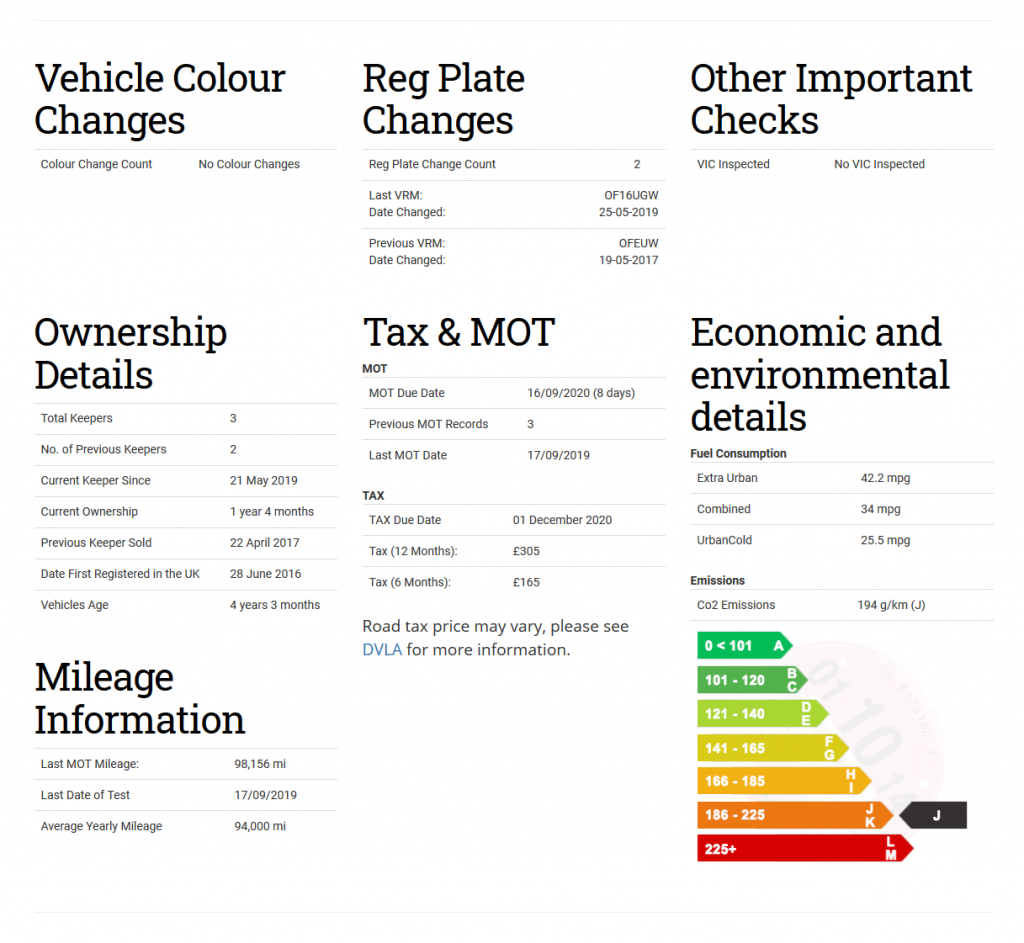 Vehicle Colour
Changes
Colour Change Count No Colour Changes
Reg Plate
Changes
Reg Plate Change Count 2
Last VRM: OF16UGW
Date Changed: 25-05-2019
Previous VRM: OFEUW
Date Changed: 19-05-2017
Other Important
Checks
VIC Inspected No VIC Inspected
Ownership
Details
Total Keepers 3
No. of Previous Keepers 2
Current Keeper Since 21 May 2019
Current Ownership 1 year 4 months
Previous Keeper Sold 22 April 2017
Date First Registered in the UK 28 June 2016
Vehicles Age 4 years 3 months
Mileage
Information
Last MOT Mileage: 98,156 mi
Last Date of Test 17/09/2019
Average Yearly Mileage 94,000 mi
Tax & MOT
MOT
MOT Due Date 16/09/2020 (8 days)
Previous MOT Records 3
Last MOT Date 17/09/2019
TAX
TAX Due Date 01 December 2020
Tax (12 Months): £305
Tax (6 Months): £165
Road tax price may vary, please see
DVLA for more information.
Economic and
environmental
details
Fuel Consumption
Extra Urban 42.2 mpg
Combined 34 mpg
UrbanCold 25.5 mpg
Emissions
Co2 Emissions 194 g/km (J)
0 < 101 A
101 - 120 B C
121 - 140 D E
141 - 165 F G
166 - 185 H I
186 - 225 J K J
225+ L M